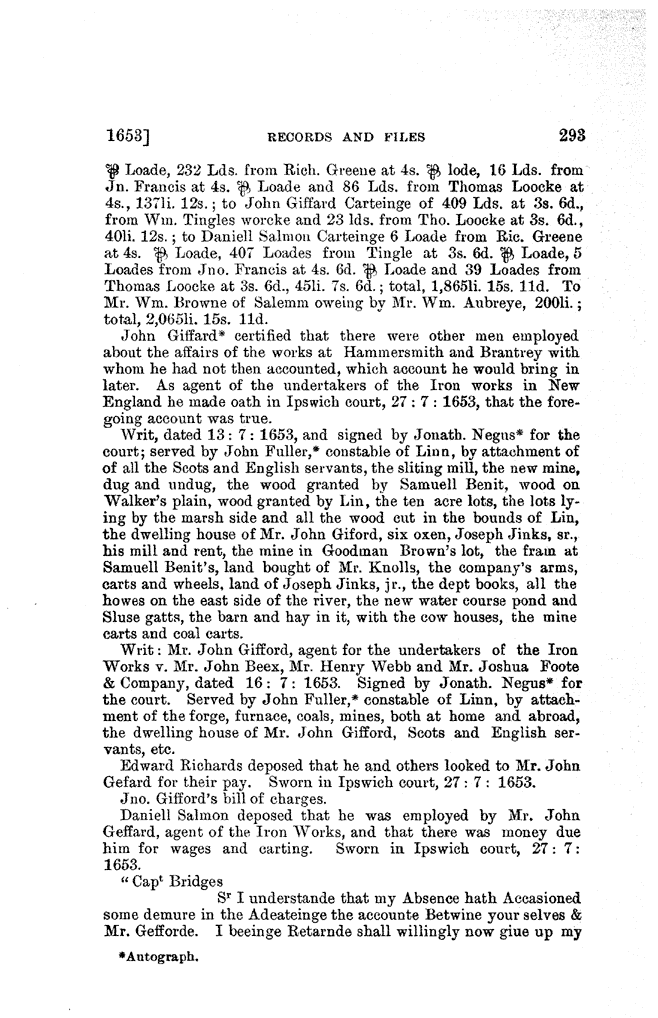 1653] RECORDS AND FILES 293
⅌ Loade, 232 Lds. from Rich. Greene at 4s. ⅌ lode, 16 Lds. from
Jn. Francis at 4s. ⅌ Loade and 86 Lds. from Thomas Loocke at
4s., 137li. 12s.; to John Giffard Carteinge of 409 Lds. at 3s. 6d.,
from Wm. Tingles worcke and 23 lds. from Tho. Loocke at 3s. 6d.,
40li. 12s.; to Daniell Salmon Carteinge 6 Loade from Ric. Greene
at 4s. ⅌ Loade, 407 Loades from Tingle at 3s. 6d. ⅌ Loade, 5
Loades from Jno. Francis at 4s. 6d. ⅌ Loade and 39 Loades from
Thomas Loocke at 3s. 6d., 45li. 7s. 6d.; total, 1,865li. 15s. 11d. To
Mr. Wm. Browne of Salemm oweing by Mr. Wm. Aubreye, 200li.;
total, 2,065li. 15s. 11d.
John Giffard* certified that there were other men employed
about the affairs of the works at Hammersmith and Brantrey with
whom he had not then accounted, which account he would bring in
later. As agent of the undertakers of the Iron works in New
England he made oath in Ipswich court, 27 : 7 : 1653, that the fore-
going account was true.
Writ, dated 13 : 7 : 1653, and signed by Jonath. Negus* for the
court; served by John Fuller,* constable of Linn, by attachment of
of all the Scots and English servants, the sliting mill, the new mine,
dug and undug, the wood granted by Samuell Benit, wood on
Walker's plain, wood granted by Lin, the ten acre lots, the lots ly-
ing by the marsh side and all the wood cut in the bounds of Lin,
the dwelling house of Mr. John Giford, six oxen, Joseph Jinks, sr.,
his mill and rent, the mine in Goodman Brown's lot, the fram at
Samuell Benit's, land bought of Mr. Knolls, the company's arms,
carts and wheels, land of Joseph Jinks, jr., the dept books, all the
howes on the east side of the river, the new water course pond and
Sluse gatts, the barn and hay in it, with the cow houses, the mine
carts and coal carts.
Writ : Mr. John Gifford, agent for the undertakers of the Iron
Works v. Mr. John Beex, Mr. Henry Webb and Mr. Joshua Foote
& Company, dated 16 : 7 : 1653. Signed by Jonath. Negus* for
the court. Served by John Fuller,* constable of Linn, by attach-
ment of the forge, furnace, coals, mines, both at home and abroad,
the dwelling house of Mr. John Gifford, Scots and English ser-
vants, etc.
Edward Richards deposed that he and others looked to Mr. John
Gefard for their pay. Sworn in Ipswich court, 27 : 7 : 1653.
Jno. Gifford's bill of charges.
Daniell Salmon deposed that he was employed by Mr. John
Geffard, agent of the Iron Works, and that there was money due
him for wages and carting. Sworn in Ipswich court, 27 : 7 :
1653.
" Capᵗ Bridges
Sʳ I understande that my Absence hath Accasioned
some demure in the Adeateinge the accounte Betwine your selves &
Mr. Gefforde. I beeinge Retarnde shall willingly now giue up my
*Autograph.